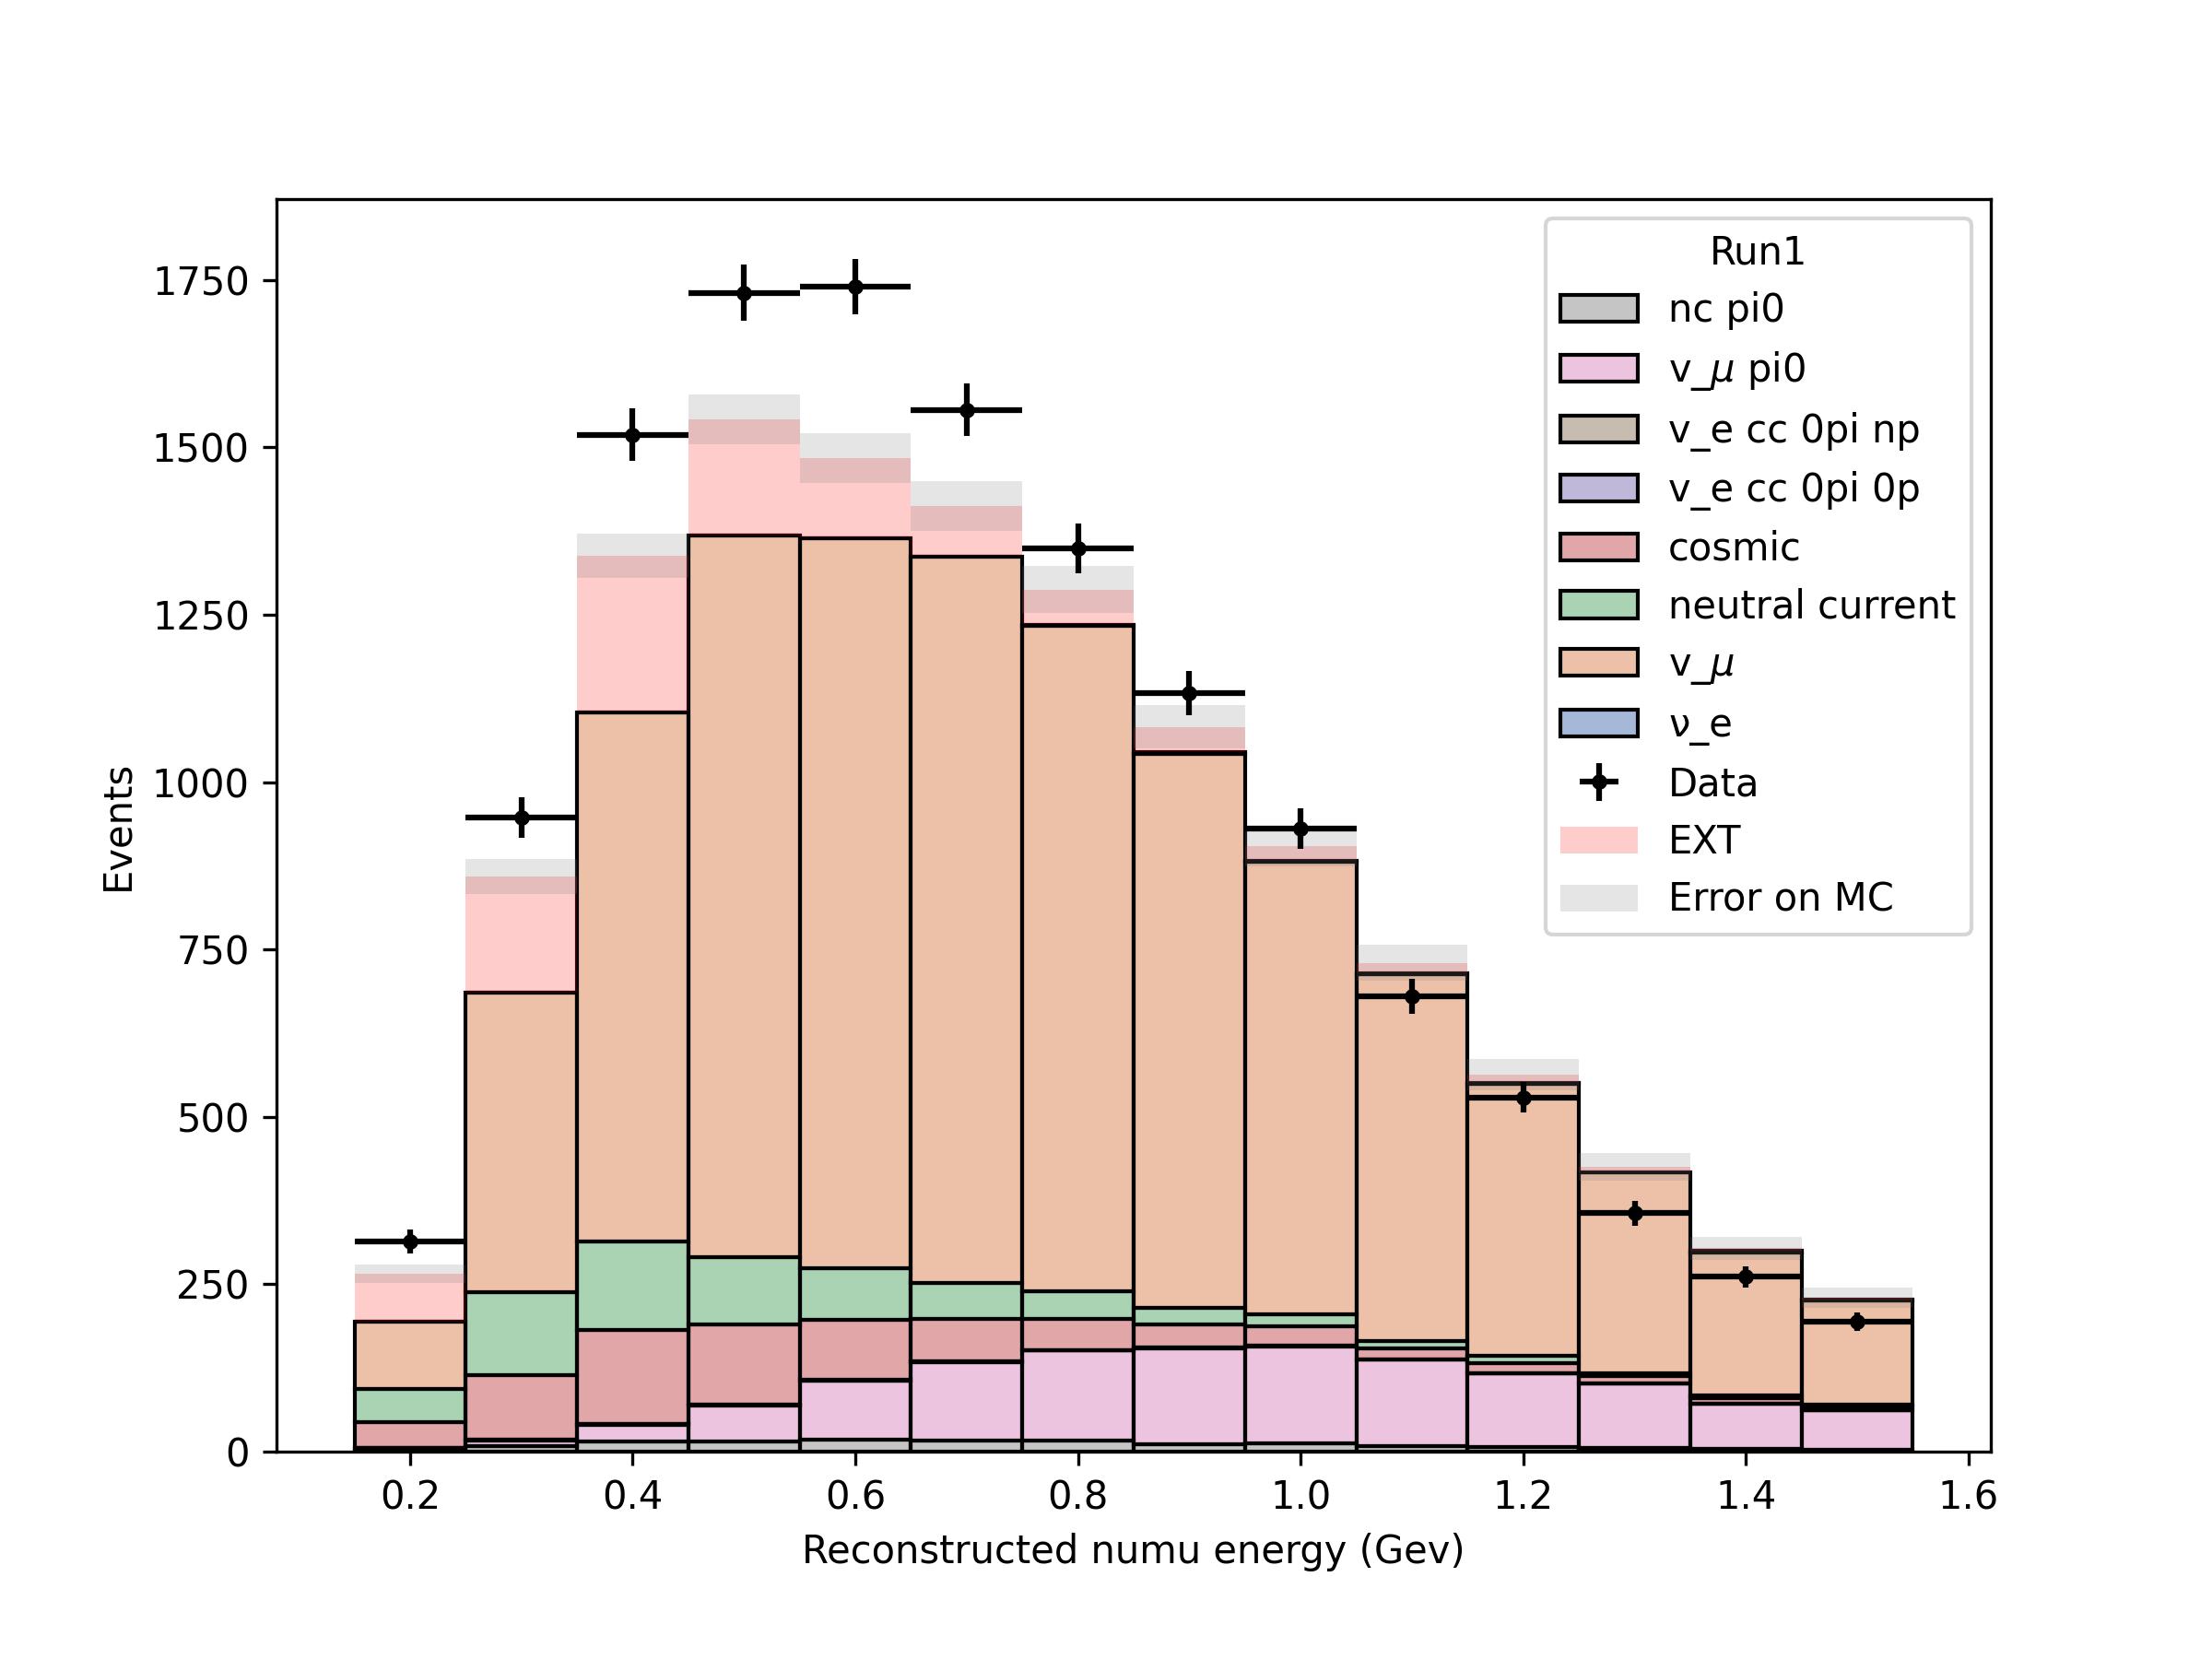 Run1
nc pi0
v_μ pi0
v_e cc 0pi np
v_e cc 0pi 0p
cosmic
neutral current
v_μ
ν_e
Data
EXT
Error on MC
1750
1500
1250
1000
750
500
250
0
Events
0.2 0.4 0.6 0.8 1.0 1.2 1.4 1.6
Reconstructed numu energy (Gev)